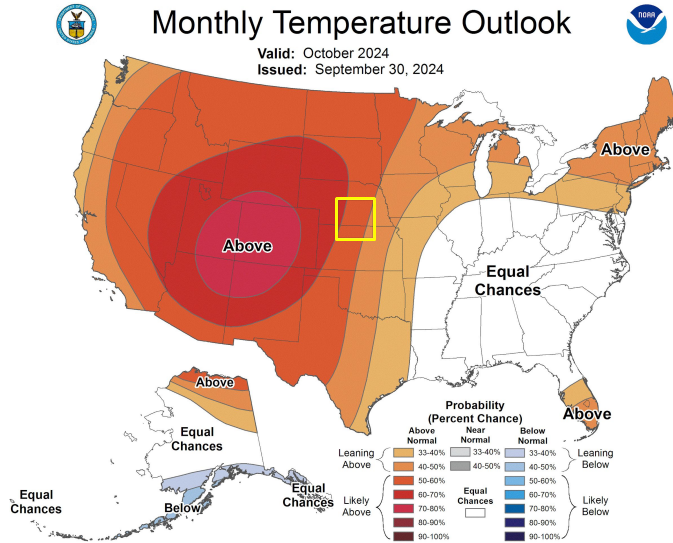 Monthly Temperature Outlook
NOAA
Valid: October 2024
Issued: September 30, 2024
Above
Above
Equal
Chances
Above
Above
Equal
Chances
Equal
Chances
Below
Equal
Chances
Probability
(Percent Chance)
Above
Normal
Near
Normal
Below
Normal
Leaning
Above
33-40%
33-40%
33-40%
Leaning
Below
40-50%
40-50%
40-50%
Likely
Above
50-60%
50-60%
Likely
Below
60-70%
60-70%
Equal
Chances
70-80%
70-80%
80-90%
80-90%
90-100%
90-100%